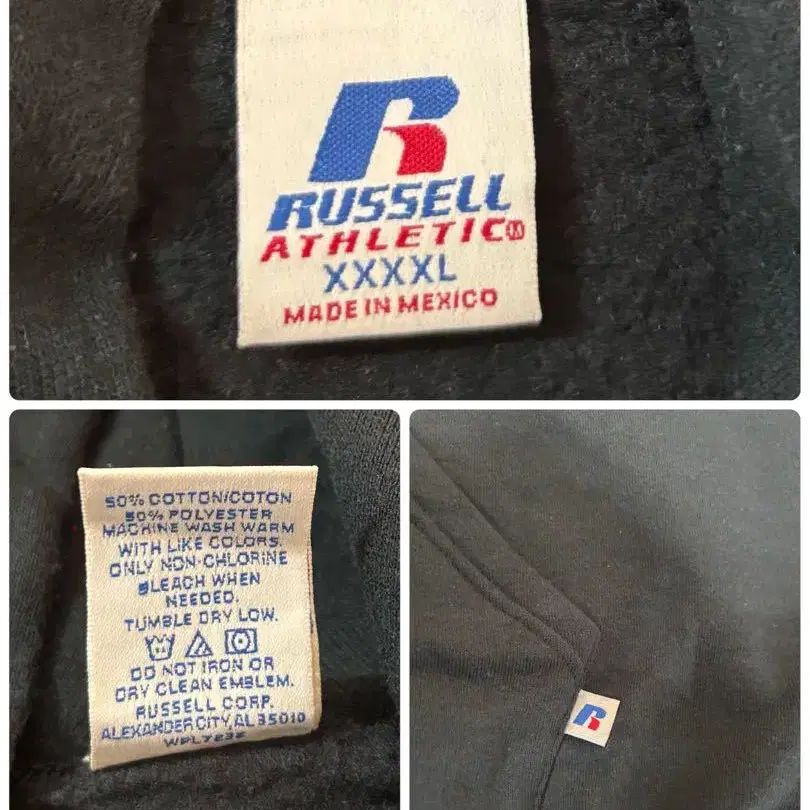 RUSSELL
ATHLETIC
XXXXL
MADE IN MEXICO
50% COTTON/COTON
50% POLYESTER
MACHINE WASH WARM
WITH LIKE COLORS.
ONLY NON-CHLORINE
BLEACH WHEN
NEEDED.
TUMBLE DRY LOW.
DO NOT IRON OR
DRY CLEAN EMBLEM.
RUSSELL CORP.
ALEXANDER CITY, AL 35010